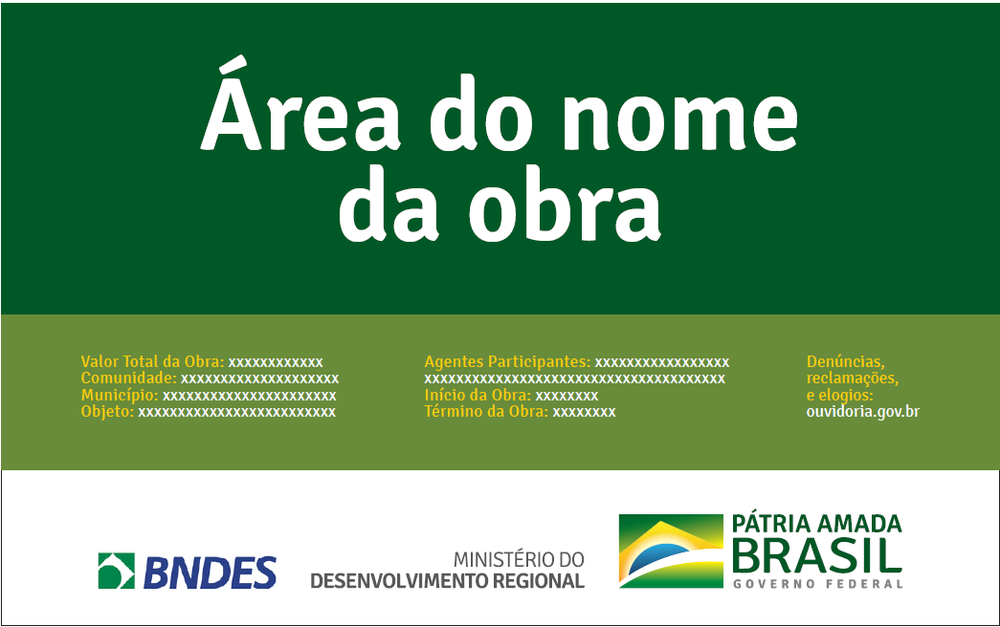 Área do nome
da obra
Valor Total da Obra: xxxxxxxxxxxx
Comunidade: xxxxxxxxxxxxxxxxxxxx
Município: xxxxxxxxxxxxxxxxxxxxxx
Objeto: xxxxxxxxxxxxxxxxxxxxxxxxx
Agentes Participantes: xxxxxxxxxxxxxxxxx
xxxxxxxxxxxxxxxxxxxxxxxxxxxxxxxxxxxxxx
Início da Obra: xxxxxxxx
Término da Obra: xxxxxxxx
Denúncias,
reclamações,
e elogios:
ouvidoria.gov.br
BNDES
MINISTÉRIO DO
DESENVOLVIMENTO REGIONAL
PÁTRIA AMADA
BRASIL
GOVERNO FEDERAL